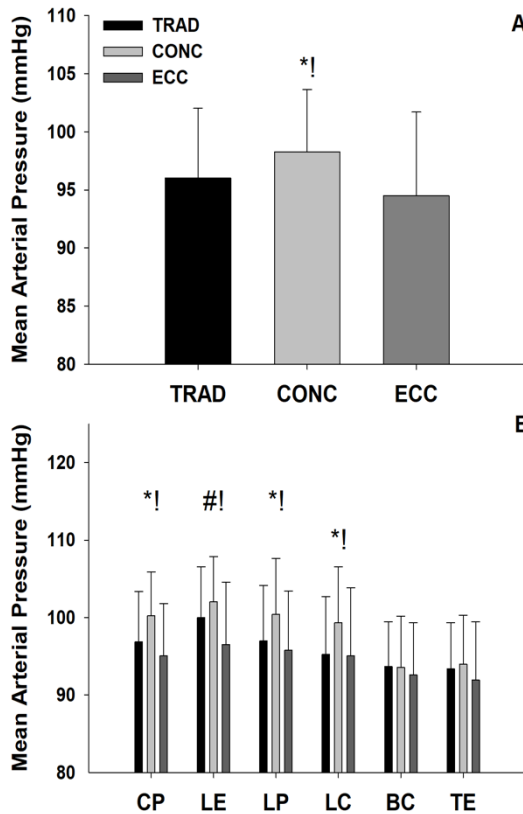 Mean Arterial Pressure (mmHg)
110
105
100
95
90
85
80
TRAD
CONC
ECC
*!
A
TRAD CONC ECC
Mean Arterial Pressure (mmHg)
120
110
100
90
80
*! #! *! *!
CP LE LP LC BC TE